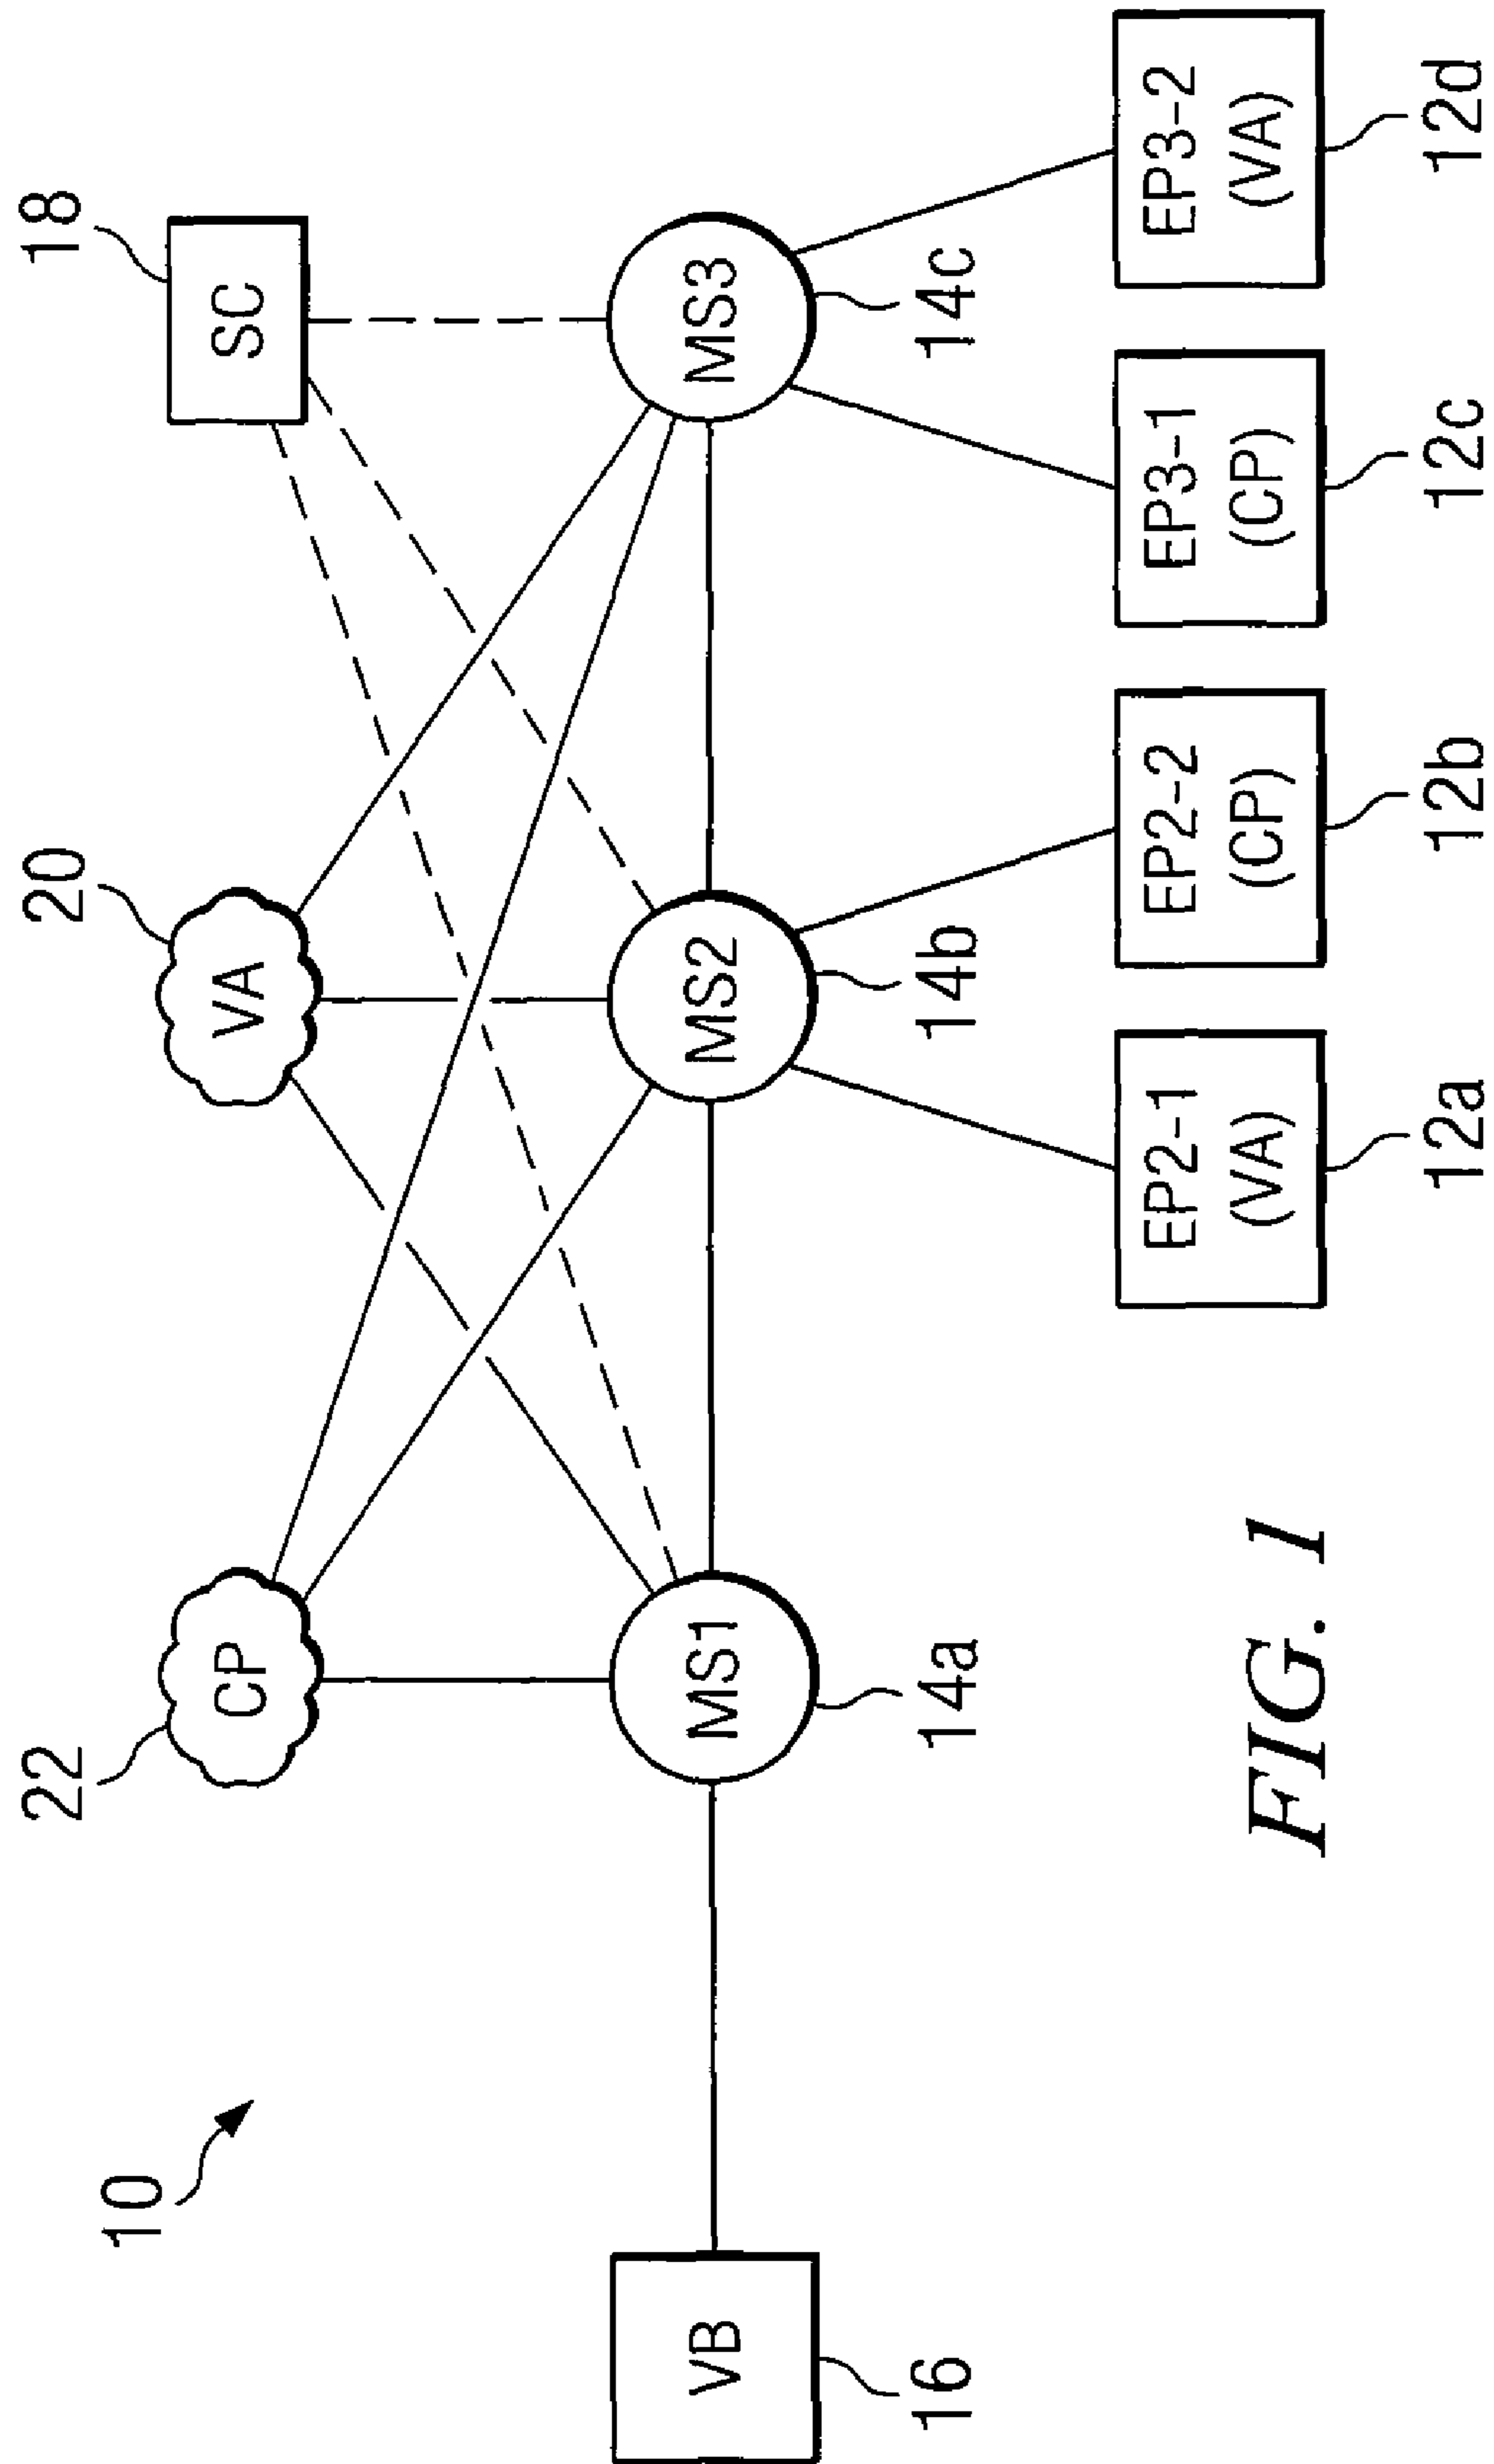 10
22
20
18
CP
VA
SC
VB
MS1
MS2
MS3
16
14a
14b
14c
EP2-1
(VA)
EP2-2
(CP)
EP3-1
(CP)
EP3-2
(VA)
12a
12b
12c
12d
FIG. 1